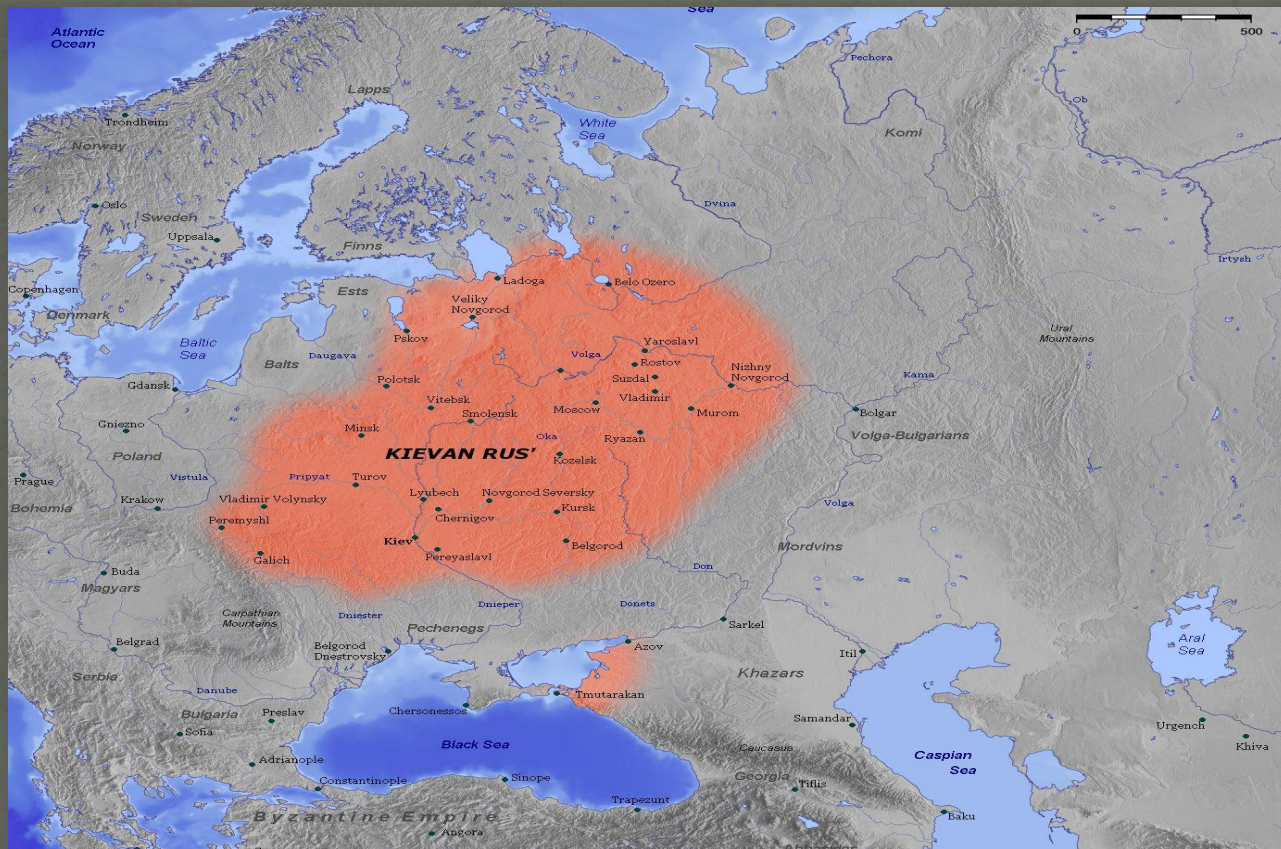 Sea
Atlantic
Ocean
0
500
Pechora
Lapps
Ob
Trondheim
White
Sea
Komi
Norway
Dvina
Oslo
Sweden
Uppsala
Finns
Irtysh
Ladoga
Belo Ozero
Copenhagen
Ests
Veliky
Novgorod
Denmark
Pskov
Ural
Mountains
Baltic
Sea
Daugava
Volga
Yaroslavl
Balts
Rostov
Nizhny
Novgorod
Kama
Gdansk
Polotsk
Suzdal
Vladimir
Vitebsk
Moscow
Murom
Bolgar
Smolensk
Gniezno
Minsk
Oka
Ryazan
Volga-Bulgarians
Poland
KIEVAN RUS'
Kozelsk
Prague
Vistula
Pripyat
Turov
Krakow
Vladimir Volynsky
Lyubech
Novgorod Seversky
Volga
Bohemia
Chernigov
Kursk
Peremyshl
Kiev
Belgorod
Mordvins
Galich
Pereyaslavl
Buda
Don
Magyars
Carpathian
Mountains
Dniester
Dnieper
Donets
Pechenegs
Sarkel
Belgrad
Belgorod
Dnestrovsky
Azov
Itil
Aral
Sea
Serbia
Khazars
Danube
Tmutarakan
Bulgaria
Preslav
Chersonessos
Samandar
Urgench
Sofia
Khiva
Black Sea
Caucasus
Caspian
Sea
Adrianople
Constantinople
Sinope
Georgia
Tiflis
Trapezunt
Byzantine Empire
Baku
Angora